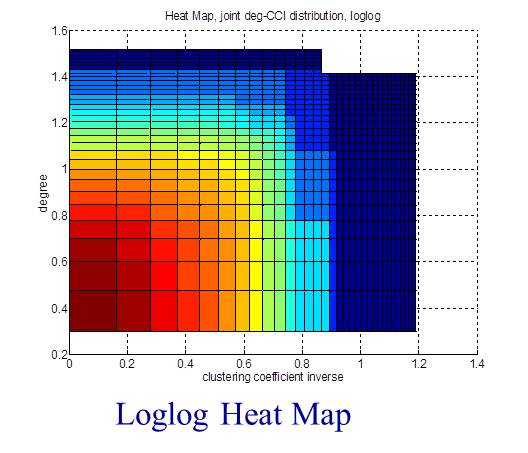 Heat Map, joint deg-CCI distribution, loglog
1.6
1.4
1.2
1
0.8
0.6
0.4
0.2
degree
0 0.2 0.4 0.6 0.8 1 1.2 1.4
clustering coefficient inverse
Loglog Heat Map